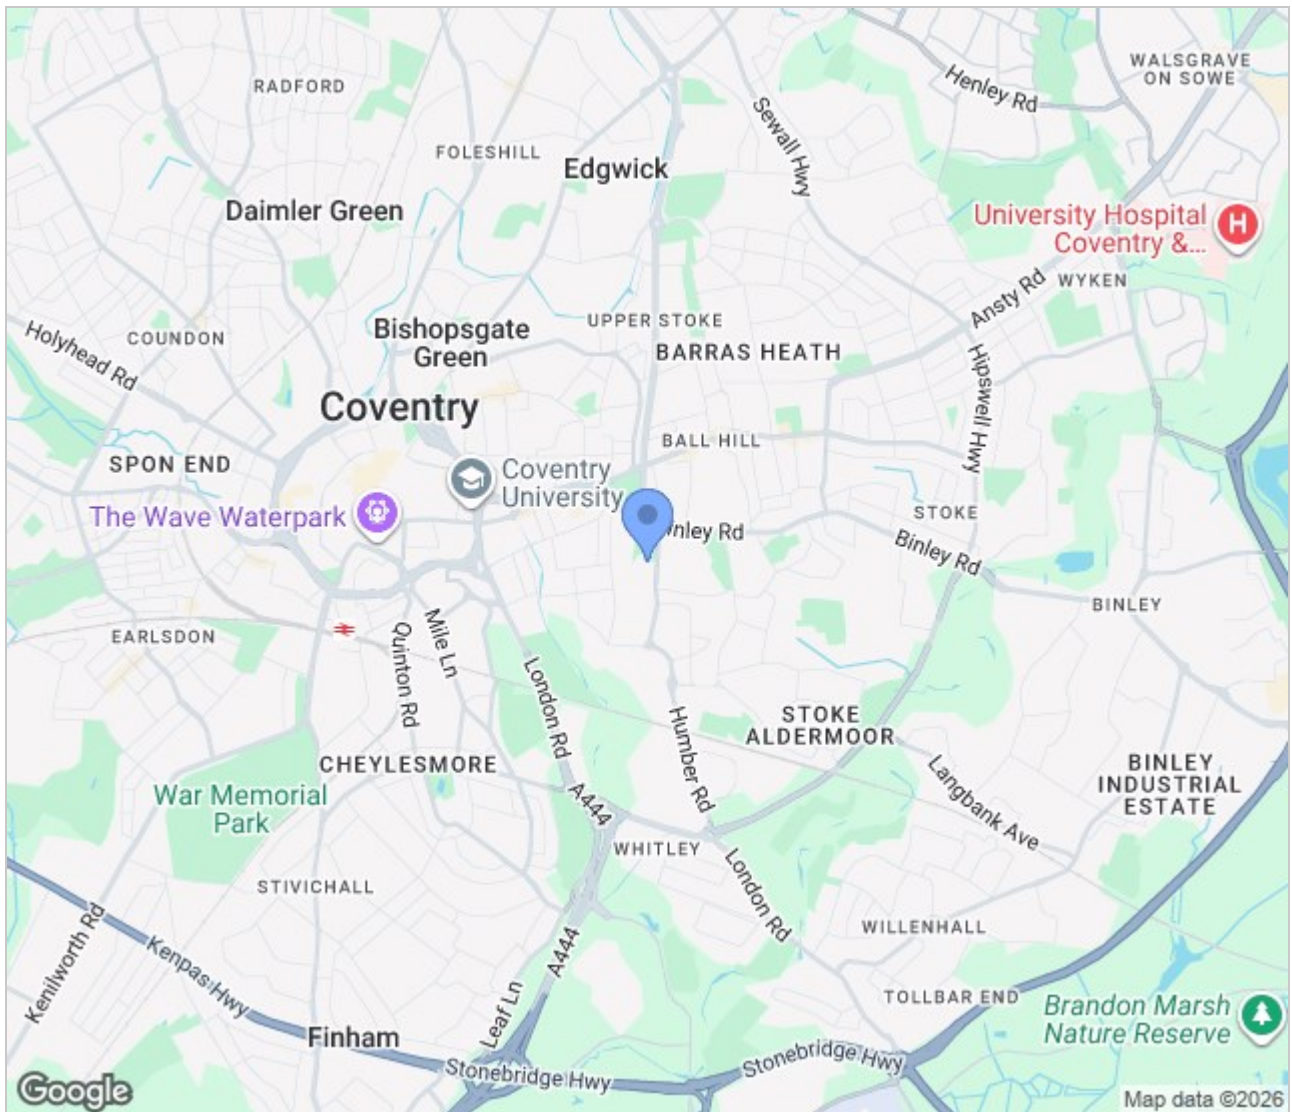 WALSGRAVE
ON SOWE
Henley Rd
RADFORD
Sewall Hwy
FOLESHILL
Edgwick
Daimler Green
University Hospital
Coventry &...
H
WYKEN
Ansty Rd
Holyhead Rd
COUNDON
Bishopsgate
Green
UPPER STOKE
BARRAS HEATH
Hipswell Hwy
Coventry
BALL HILL
SPON END
Coventry
University
The Wave Waterpark
STOKE
nley Rd
Binley Rd
BINLEY
EARLSDON
Mile Ln
Quinton Rd
London Rd
STOKE
ALDERMOOR
Humber Rd
CHEYLESMORE
BINLEY
INDUSTRIAL
ESTATE
Langbank Ave
War Memorial
Park
A444
WHITLEY
London Rd
STIVICHALL
WILLENHALL
Kenilworth Rd
Kenpas Hwy
A444
Leaf Ln
TOLLBAR END
Brandon Marsh
Nature Reserve
Finham
Stonebridge Hwy
Stonebridge Hwy
Google
Map data ©2026